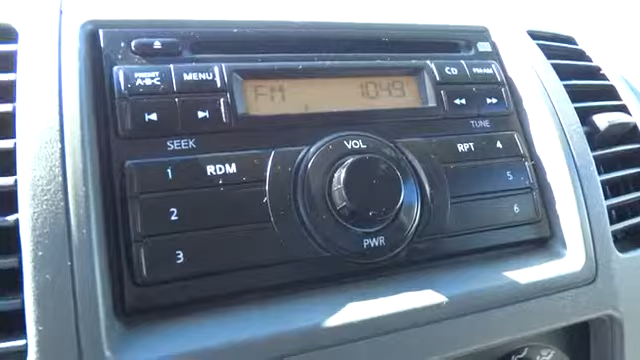 PRESET
A·B·C
MENU
FM 104.9
CD
FM·AM
SEEK
TUNE
VOL
PWR
1 RDM
2
3
RPT 4
5
6